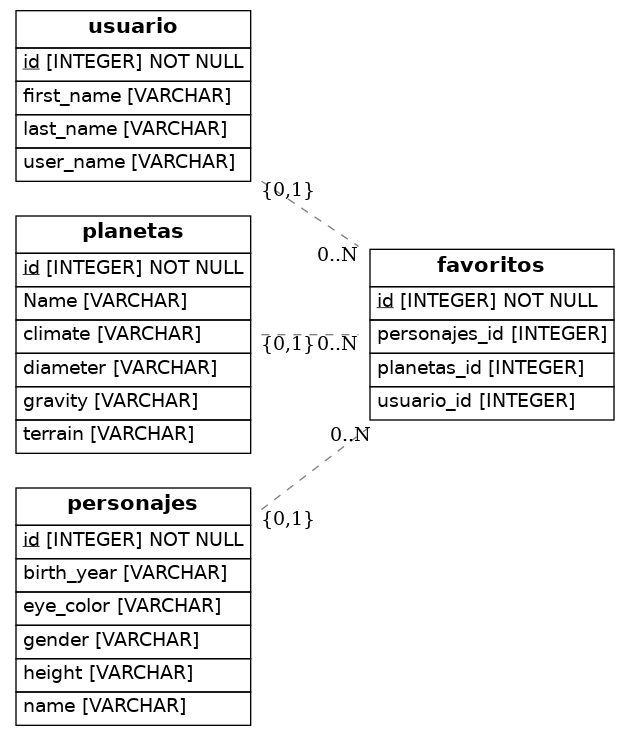 usuario
id [INTEGER] NOT NULL
first_name [VARCHAR]
last_name [VARCHAR]
user_name [VARCHAR]
{0,1}
0..N
planetas
id [INTEGER] NOT NULL
Name [VARCHAR]
climate [VARCHAR]
diameter [VARCHAR]
gravity [VARCHAR]
terrain [VARCHAR]
{0,1}
0..N
favoritos
id [INTEGER] NOT NULL
personajes_id [INTEGER]
planetas_id [INTEGER]
usuario_id [INTEGER]
0..N
{0,1}
personajes
id [INTEGER] NOT NULL
birth_year [VARCHAR]
eye_color [VARCHAR]
gender [VARCHAR]
height [VARCHAR]
name [VARCHAR]